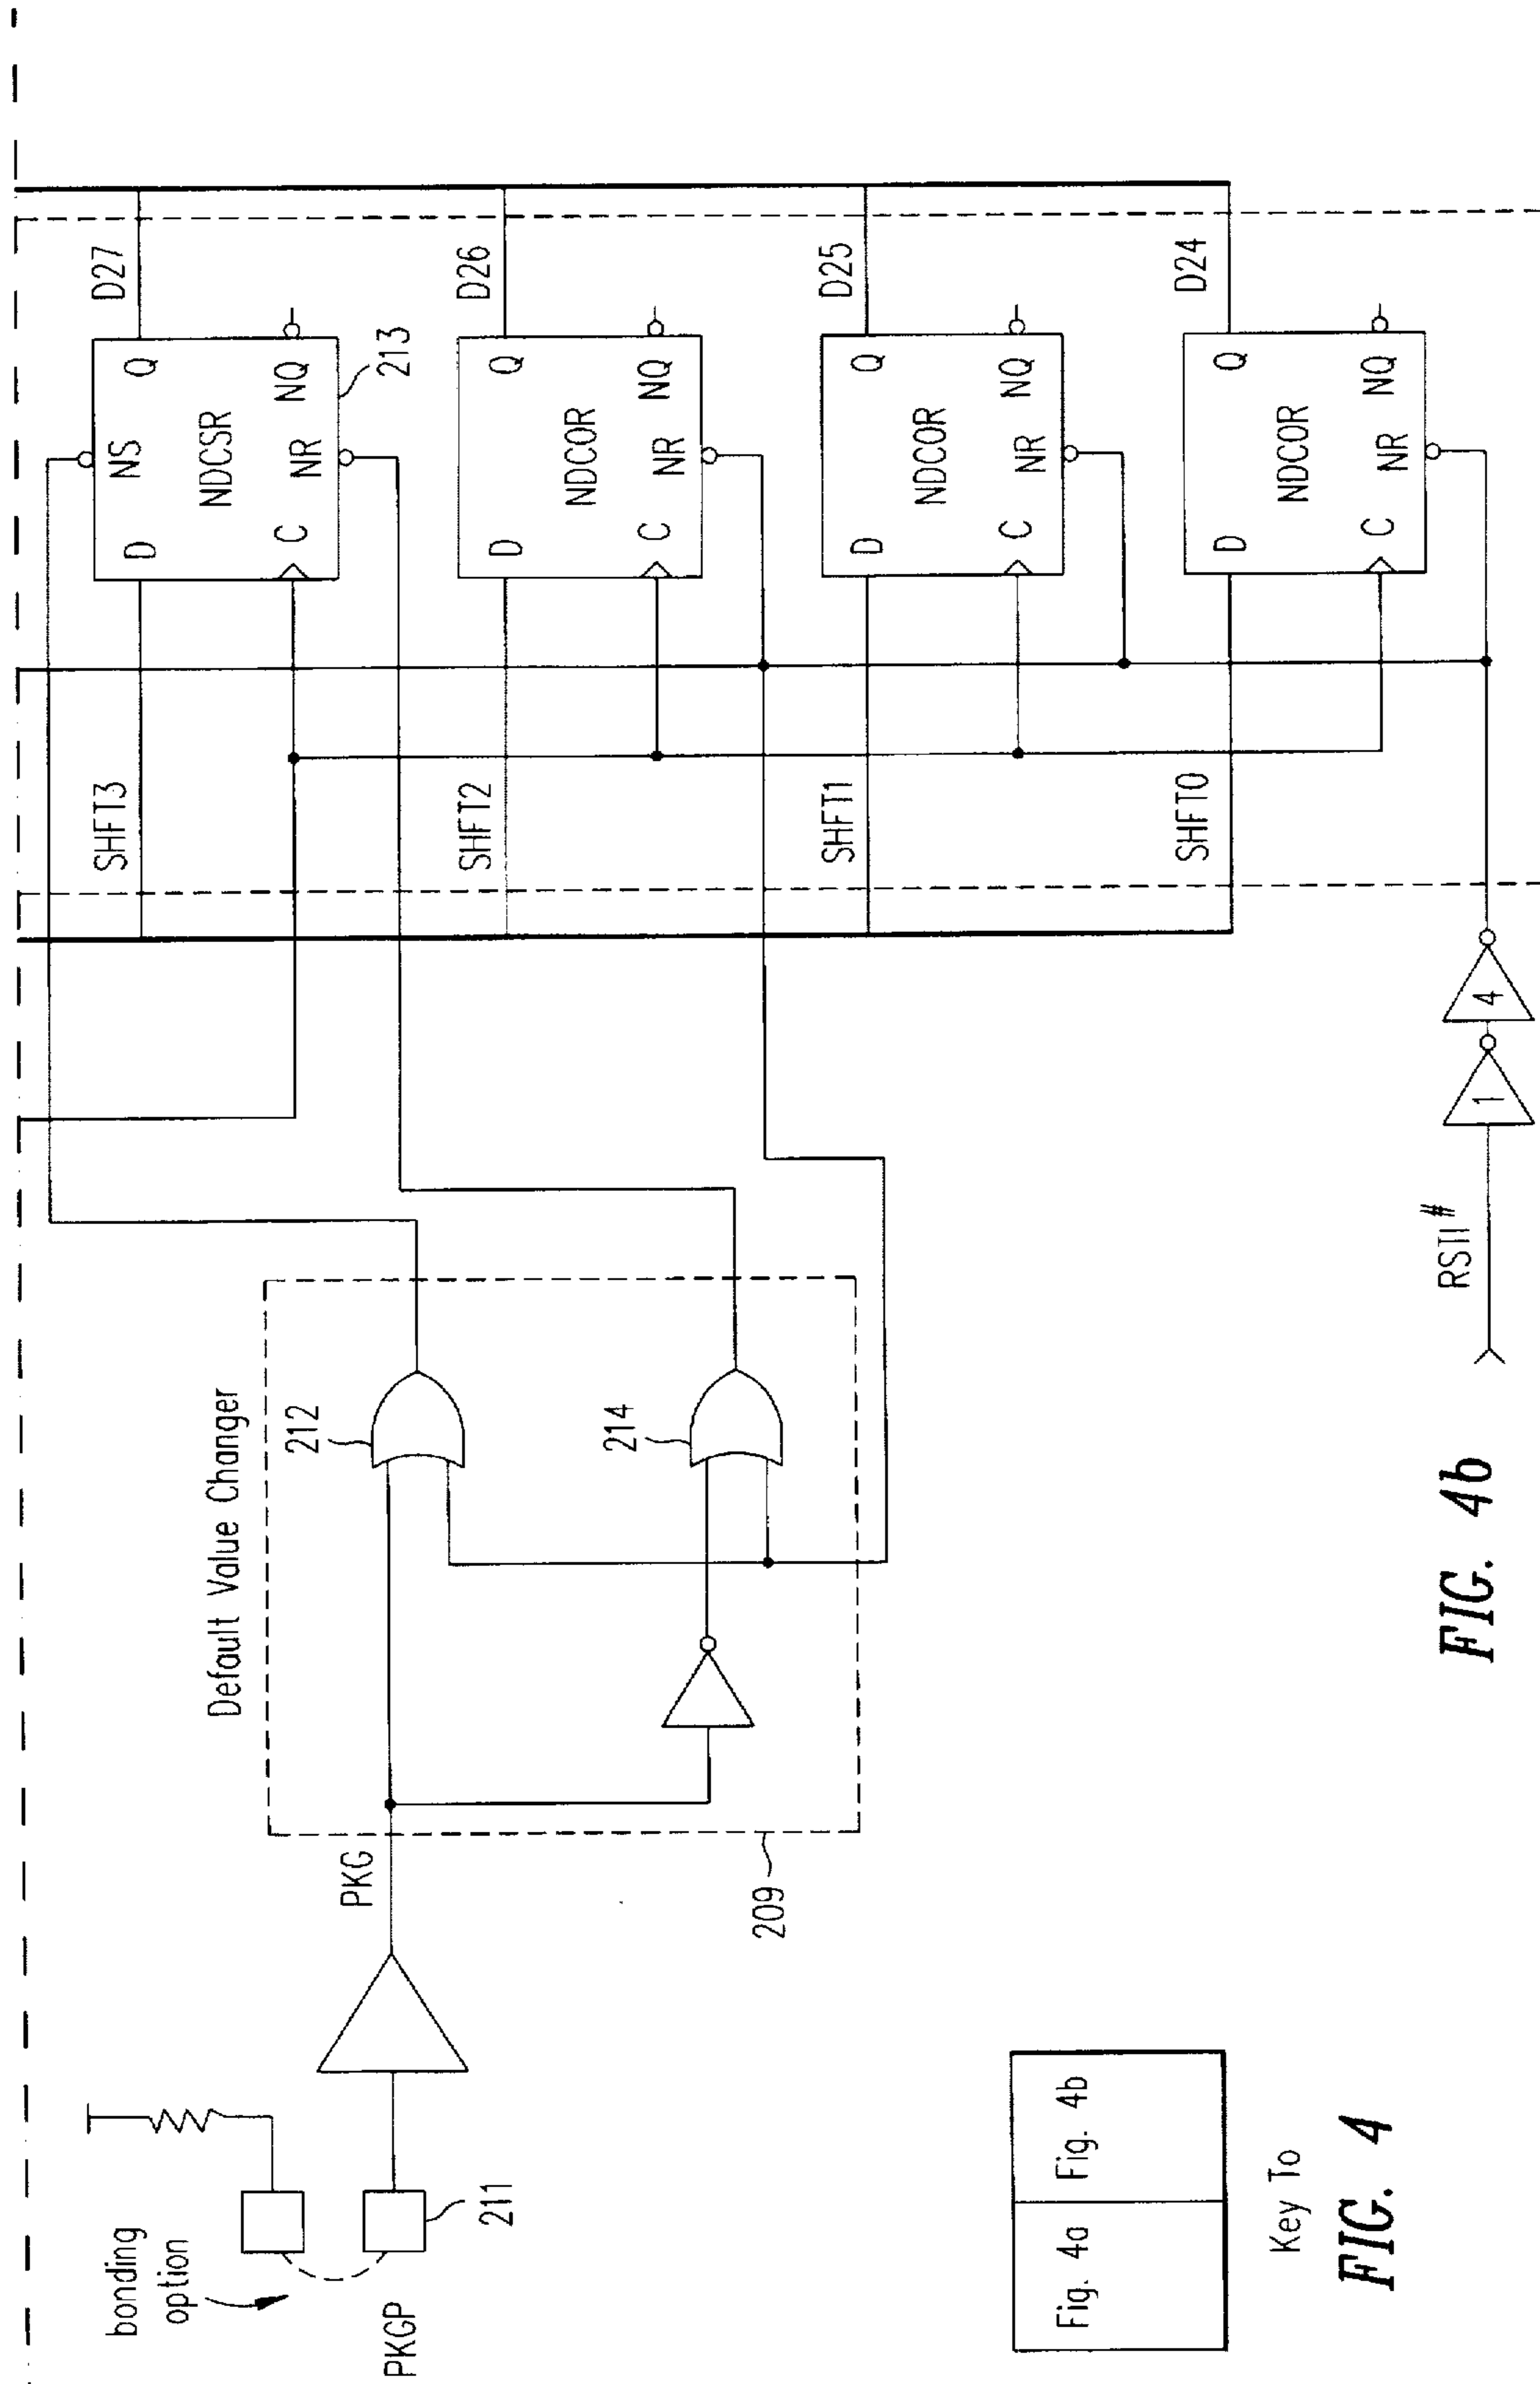 bonding
option
PKGP
211
PKG
Default Value Changer
209
212
214
SHFT3
D
NS
Q
NDCSR
C
NR
NQ
213
D27
SHFT2
D
Q
NDCOR
C
NR
NQ
D26
SHFT1
D
Q
NDCOR
C
NR
NQ
D25
SHFT0
D
Q
NDCOR
C
NR
NQ
D24
RSTI#
1
4
Fig. 4a
Fig. 4b
Key To
FIG. 4
FIG. 4b